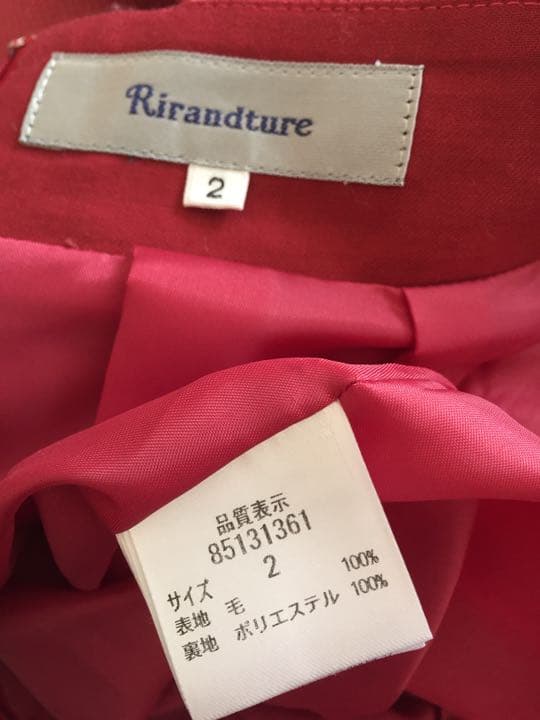 Rirandture
2
品質表示
85131361
サイズ 2
表地 毛 100%
裏地 ポリエステル 100%